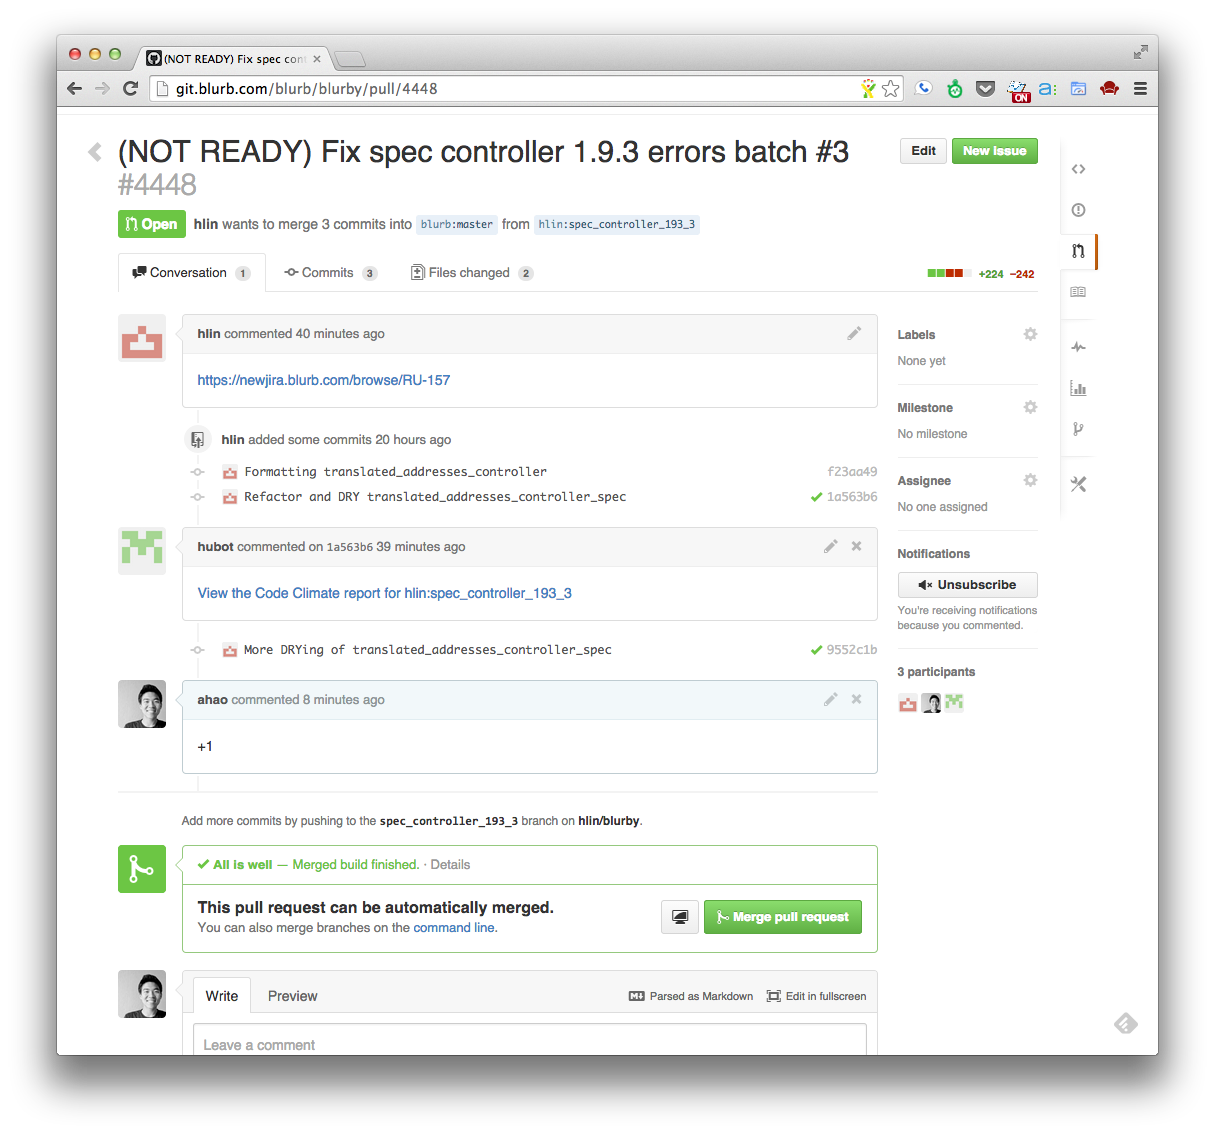 (NOT READY) Fix spec cont
git.blurb.com/blurb/blurby/pull/4448
ON
a:
(NOT READY) Fix spec controller 1.9.3 errors batch #3
#4448
Edit
New Issue
Open
hlin wants to merge 3 commits into blurb:master from hlin:spec_controller_193_3
Conversation 1
Commits 3
Files changed 2
+224 −242
hlin commented 40 minutes ago
https://newjira.blurb.com/browse/RU-157
hlin added some commits 20 hours ago
Formatting translated_addresses_controller f23aa49
Refactor and DRY translated_addresses_controller_spec 1a563b6
hubot commented on 1a563b6 39 minutes ago
View the Code Climate report for hlin:spec_controller_193_3
More DRYing of translated_addresses_controller_spec 9552c1b
ahao commented 8 minutes ago
+1
Add more commits by pushing to the spec_controller_193_3 branch on hlin/blurby.
All is well — Merged build finished. · Details
This pull request can be automatically merged.
You can also merge branches on the command line.
Merge pull request
Write
Preview
Parsed as Markdown
Edit in fullscreen
Leave a comment
Labels
None yet
Milestone
No milestone
Assignee
No one assigned
Notifications
Unsubscribe
You're receiving notifications
because you commented.
3 participants